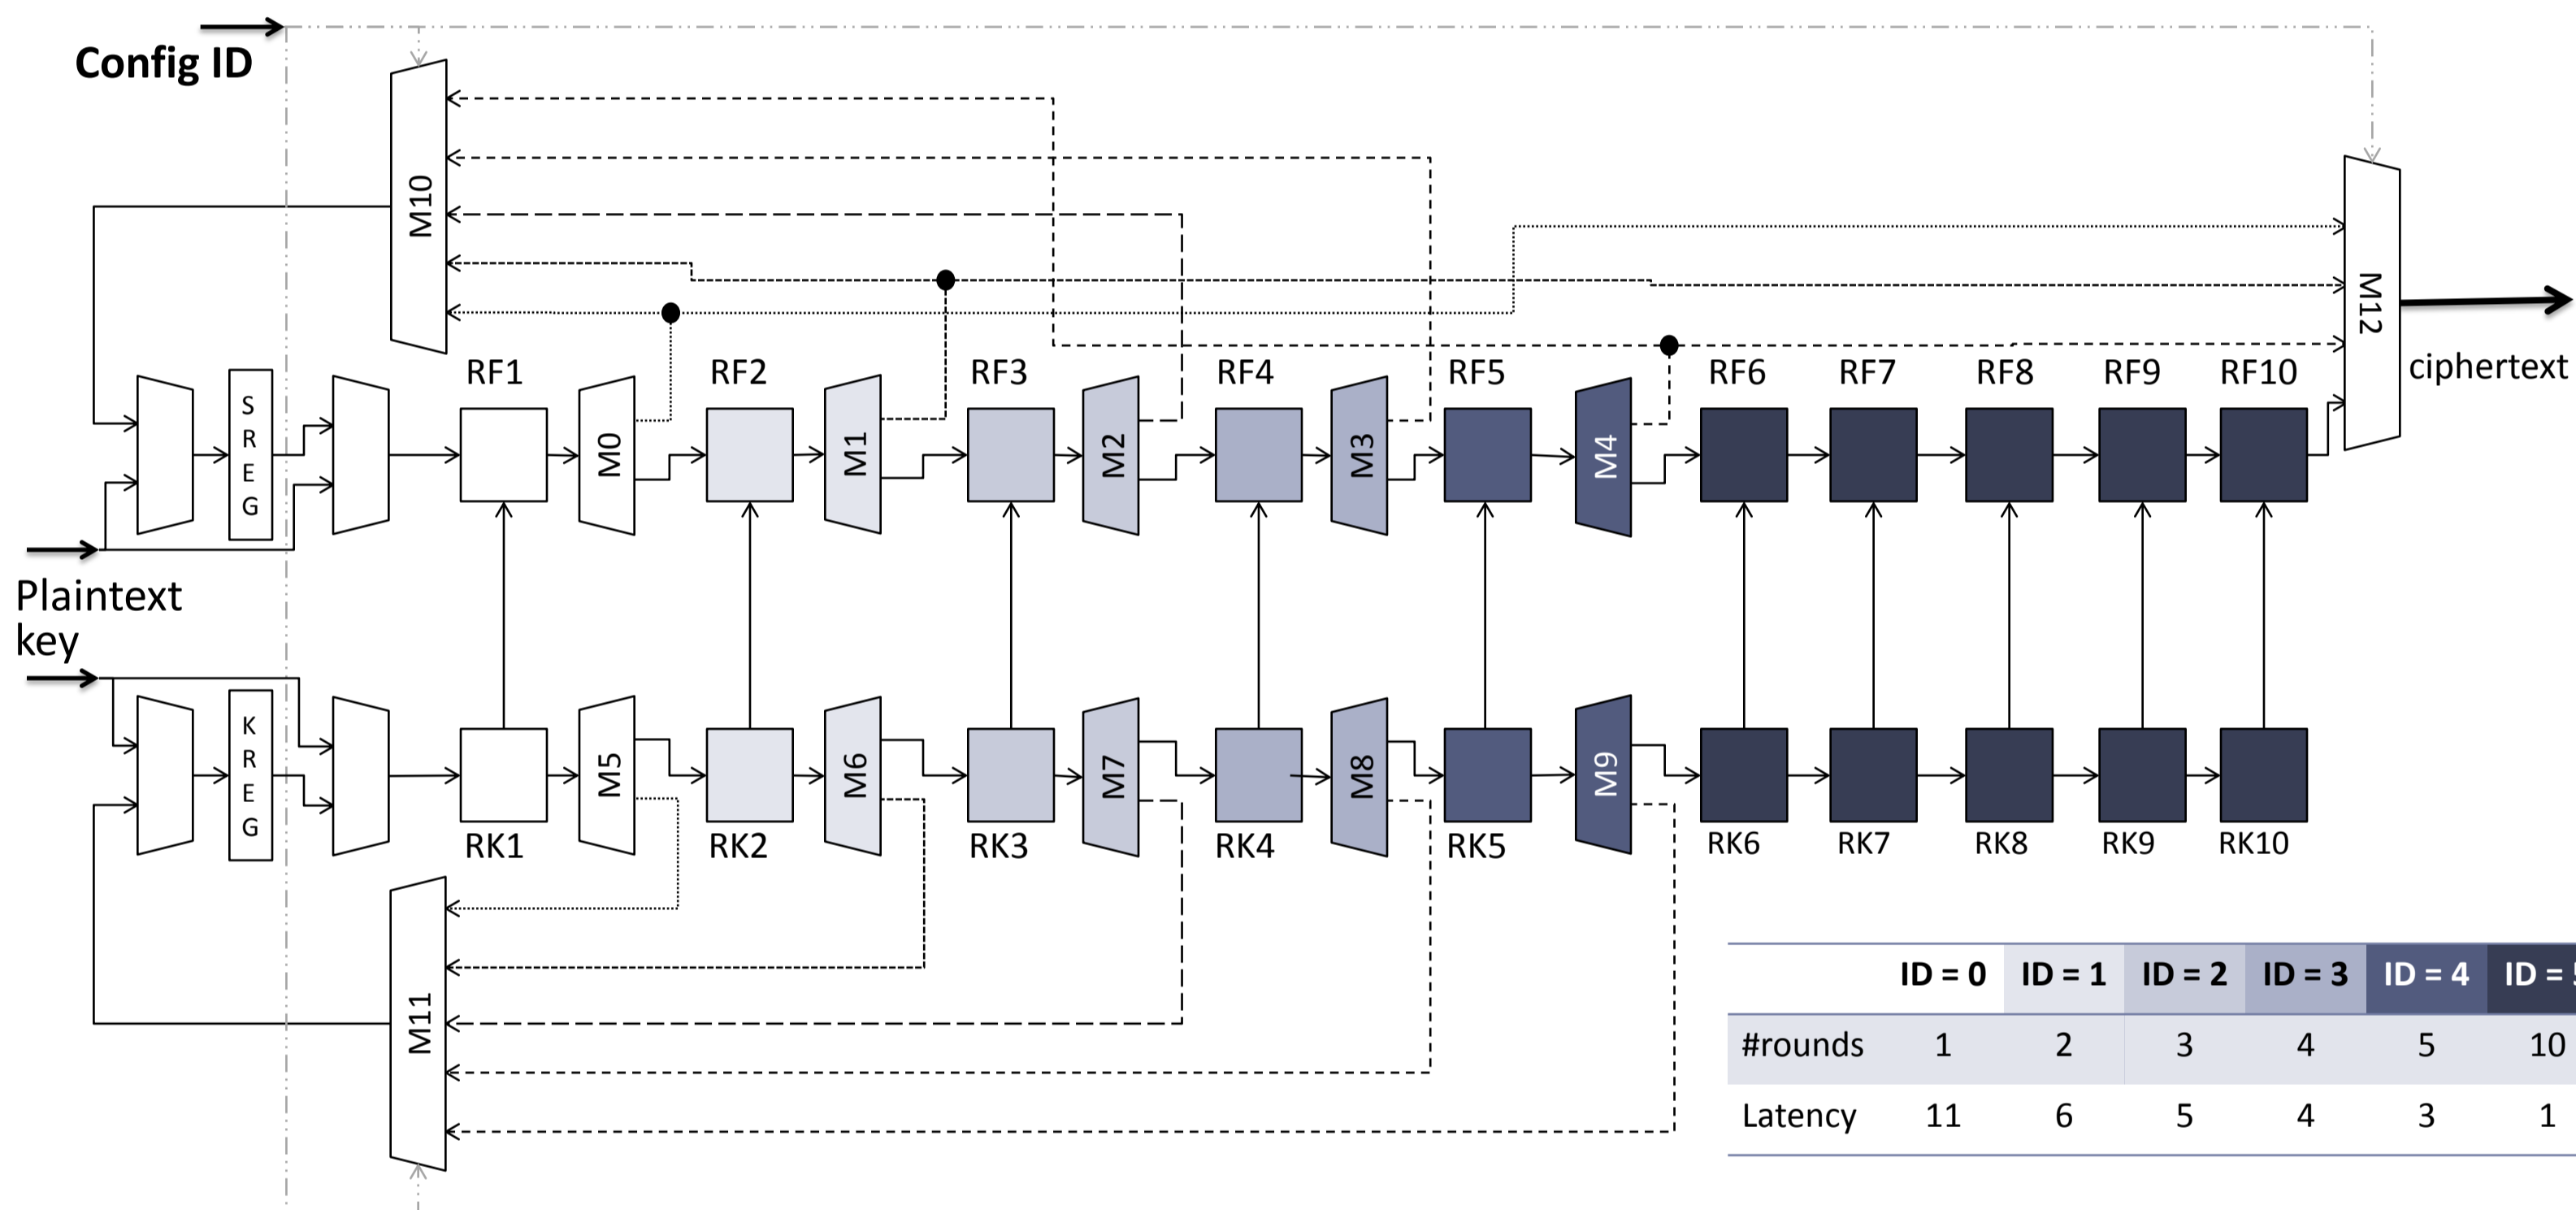 Config ID
M10
M12
ciphertext
RF1
RF2
RF3
RF4
RF5
RF6
RF7
RF8
RF9
RF10
SREG
M0
M1
M2
M3
M4
Plaintext
key
KREG
M5
M6
M7
M8
M9
RK1
RK2
RK3
RK4
RK5
RK6
RK7
RK8
RK9
RK10
M11
ID = 0 ID = 1 ID = 2 ID = 3 ID = 4 ID =
#rounds 1 2 3 4 5 10
Latency 11 6 5 4 3 1